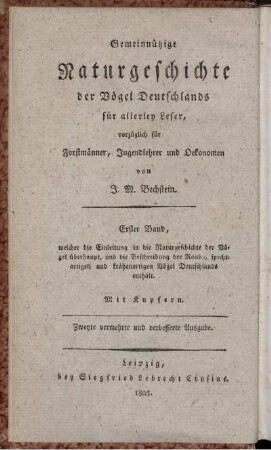 Gemeinnützige
Naturgeschichte
der Vögel Deutschlands
für allerley Leser,
vorzüglich für
Forstmänner, Jugendlehrer und Oekonomen
von
J. M. Bechstein.
Erster Band,
welcher die Einleitung in die Naturgeschichte der Vö-
gel überhaupt, und die Beschreibung der Raub-, specht-
artigen und krähenartigen Vögel Deutschlands
enthält.
Mit Kupfern.
Zweyte vermehrte und verbesserte Ausgabe.
Leipzig,
bey Siegfried Lebrecht Crusius.